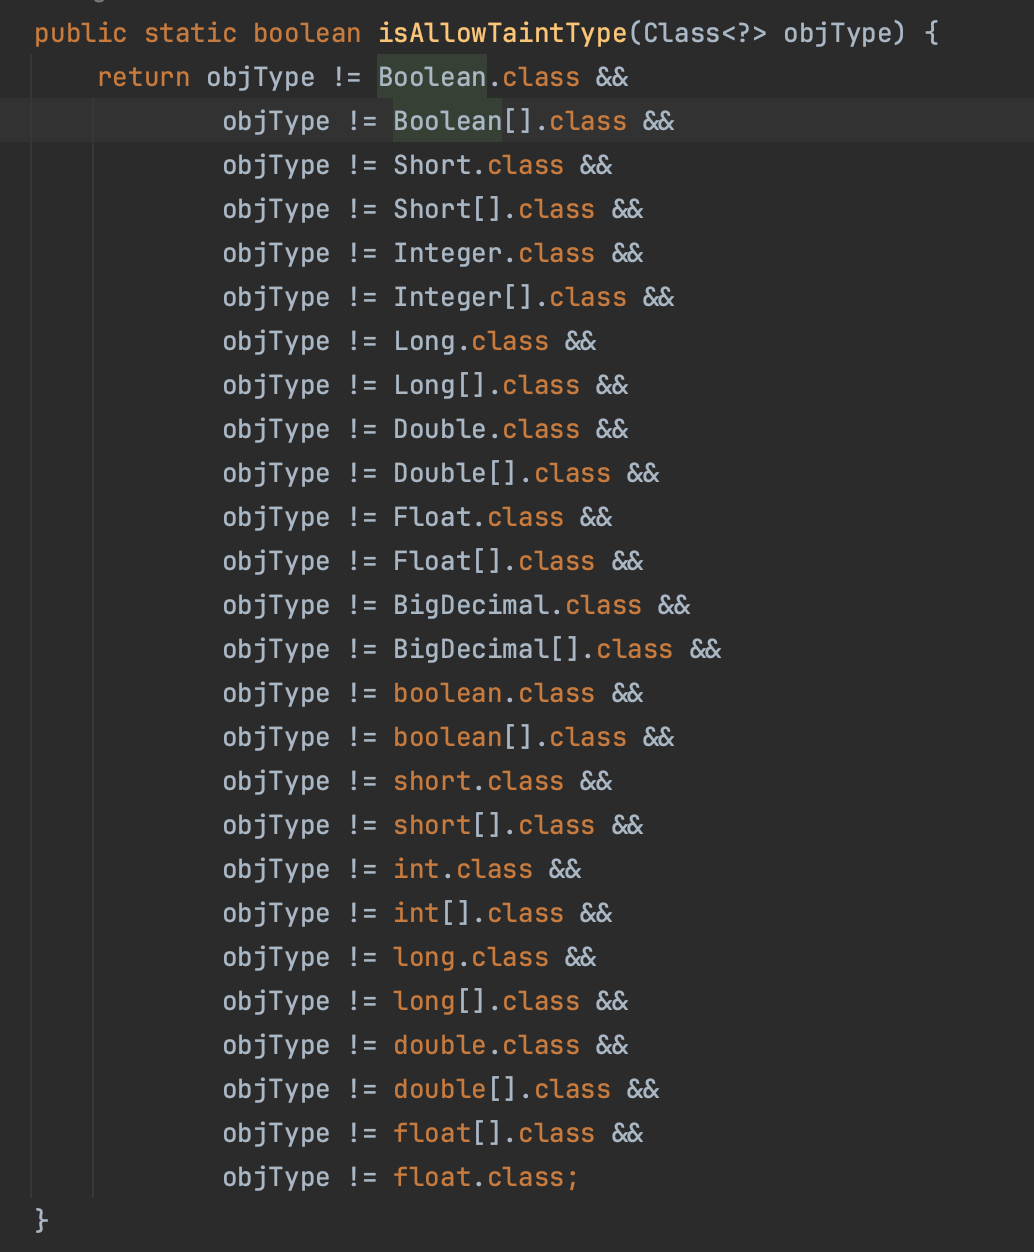 public static boolean isAllowTaintType(Class<?> objType) {
return objType != Boolean.class &&
objType != Boolean[].class &&
objType != Short.class &&
objType != Short[].class &&
objType != Integer.class &&
objType != Integer[].class &&
objType != Long.class &&
objType != Long[].class &&
objType != Double.class &&
objType != Double[].class &&
objType != Float.class &&
objType != Float[].class &&
objType != BigDecimal.class &&
objType != BigDecimal[].class &&
objType != boolean.class &&
objType != boolean[].class &&
objType != short.class &&
objType != short[].class &&
objType != int.class &&
objType != int[].class &&
objType != long.class &&
objType != long[].class &&
objType != double.class &&
objType != double[].class &&
objType != float[].class &&
objType != float.class;
}